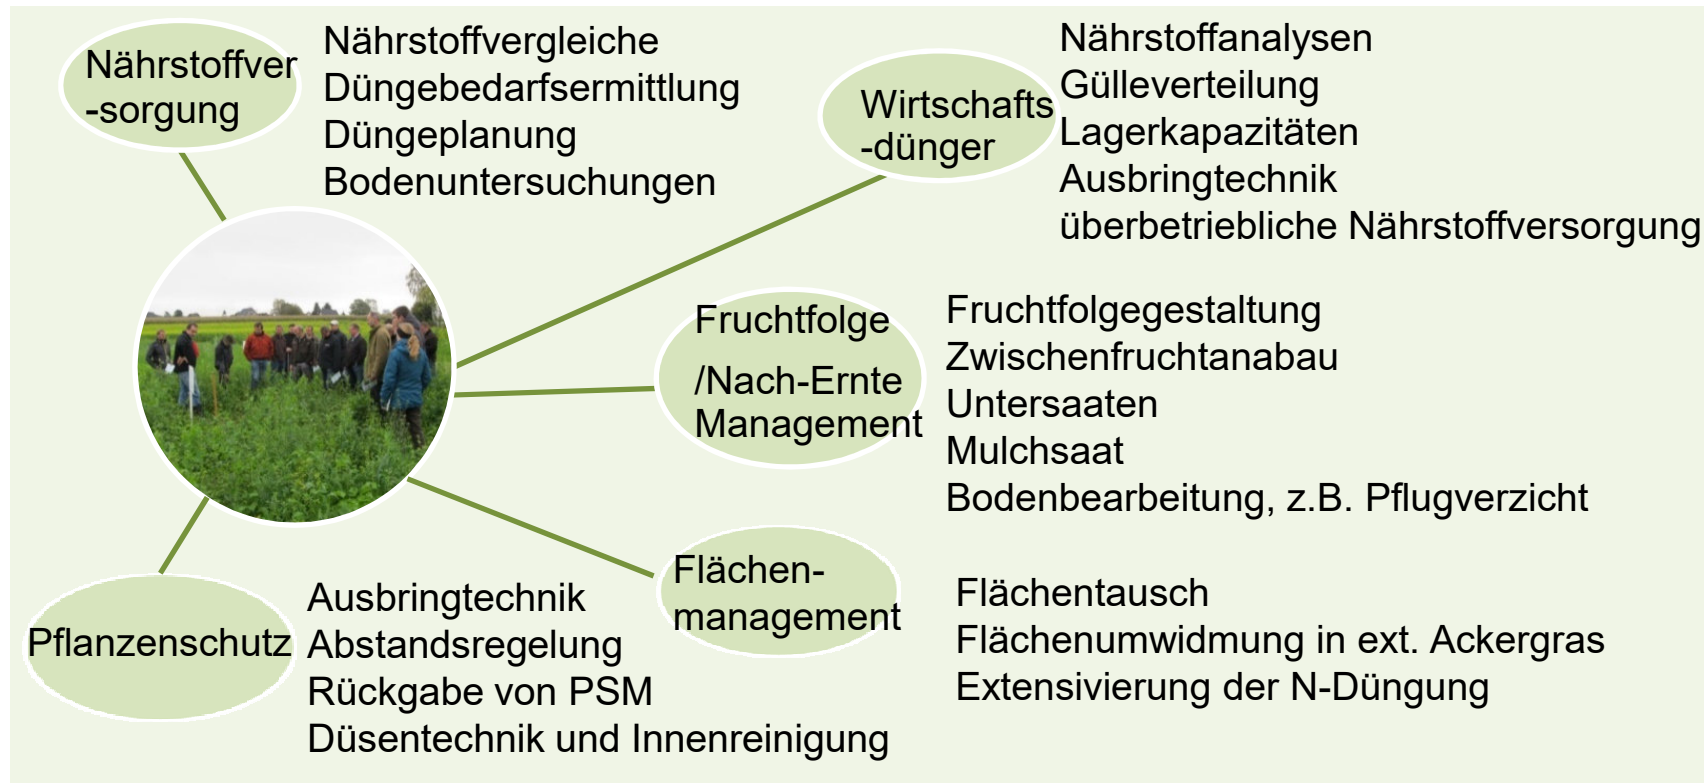 Nährstoffver
-sorgung
Nährstoffvergleiche
Düngebedarfsermittlung
Düngeplanung
Bodenuntersuchungen
Wirtschafts
-dünger
Nährstoffanalysen
Gülleverteilung
Lagerkapazitäten
Ausbringtechnik
überbetriebliche Nährstoffversorgung
Fruchtfolge
/Nach-Ernte
Management
Fruchtfolgegestaltung
Zwischenfruchtanabau
Untersaaten
Mulchsaat
Bodenbearbeitung, z.B. Pflugverzicht
Flächen-
management
Flächentausch
Flächenumwidmung in ext. Ackergras
Extensivierung der N-Düngung
Pflanzenschutz
Ausbringtechnik
Abstandsregelung
Rückgabe von PSM
Düsentechnik und Innenreinigung